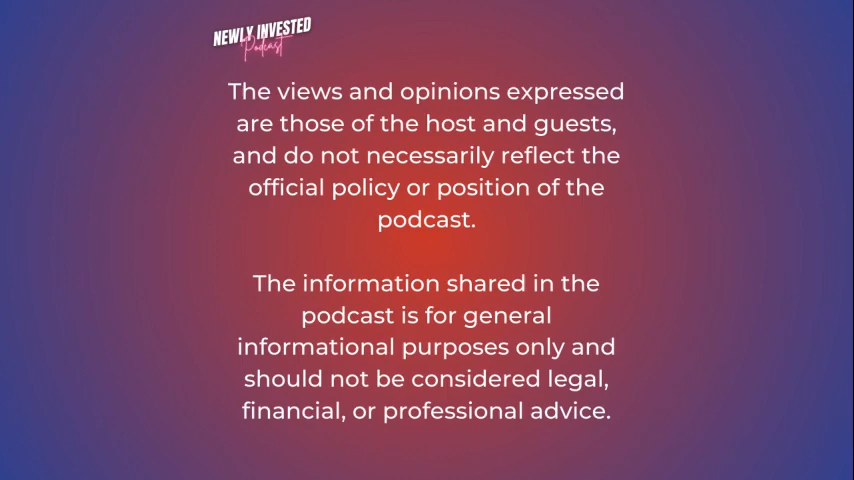 NEWLY INVESTED
Podcast
The views and opinions expressed
are those of the host and guests,
and do not necessarily reflect the
official policy or position of the
podcast.
The information shared in the
podcast is for general
informational purposes only and
should not be considered legal,
financial, or professional advice.